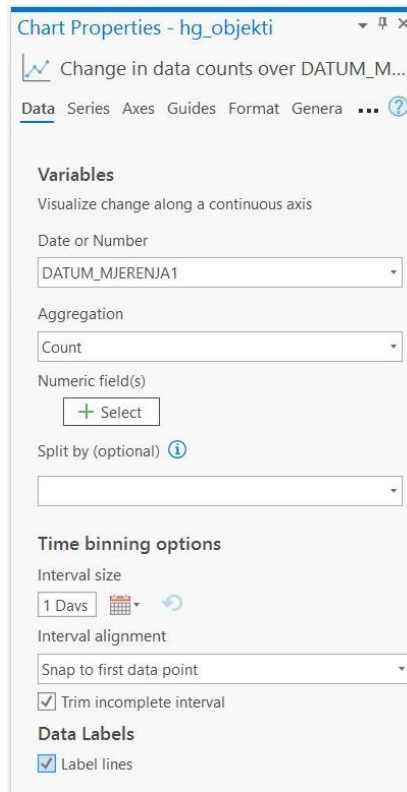 Chart Properties - hg_objekti
Change in data counts over DATUM_M...
Data Series Axes Guides Format Genera ...
Variables
Visualize change along a continuous axis
Date or Number
DATUM_MJERENJA1
Aggregation
Count
Numeric field(s)
+ Select
Split by (optional)
Time binning options
Interval size
1 Days
Interval alignment
Snap to first data point
Trim incomplete interval
Data Labels
Label lines